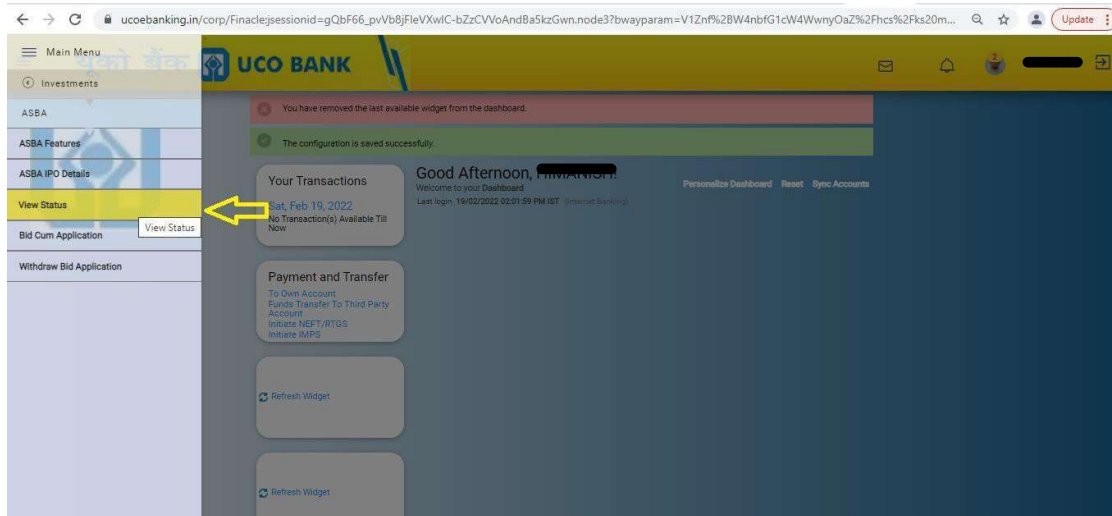 ucoebanking.in/corp/Finacle;jsessionid=gQbF66_pvVb8jFleVXwIC-bZzCVVoAndBa5kzGwn.node3?bwayparam=V1Znf%2BW4nbfG1cW4WwnyOaZ%2Fhcs%2Fks20m...
Update
Main Menu
यूको बैंक
UCO BANK
Investments
ASBA
ASBA Features
ASBA IPO Details
View Status
View Status
Bid Cum Application
Withdraw Bid Application
You have removed the last available widget from the dashboard.
The configuration is saved successfully.
Your Transactions
Sat, Feb 19, 2022
No Transaction(s) Available Till
Now
Good Afternoon,
Welcome to your Dashboard
Last login 19/02/2022 02:01:59 PM IST (Internet Banking)
Personalize Dashboard Reset Sync Accounts
Payment and Transfer
To Own Account
Funds Transfer To Third Party
Account
Initiate NEFT/RTGS
Initiate IMPS
Refresh Widget
Refresh Widget